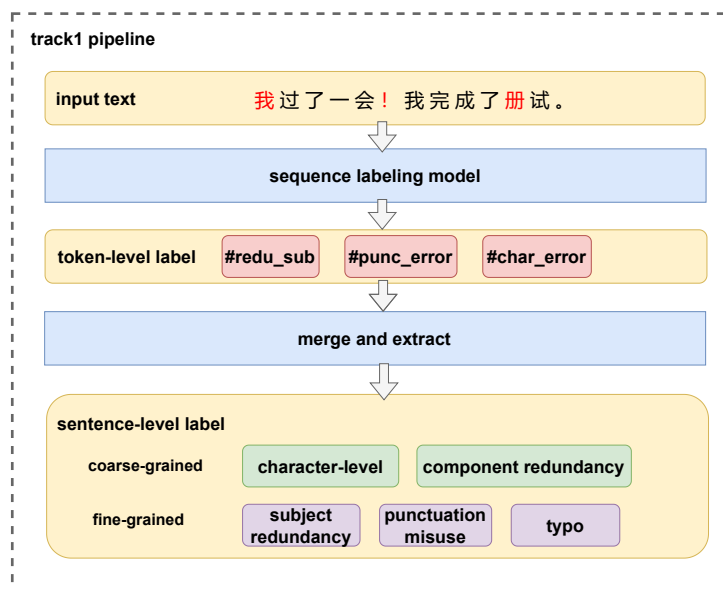 track1 pipeline
input text 我过了一会！我完成了册试。
sequence labeling model
token-level label #redu_sub #punc_error #char_error
merge and extract
sentence-level label
coarse-grained character-level component redundancy
fine-grained subject redundancy punctuation misuse typo